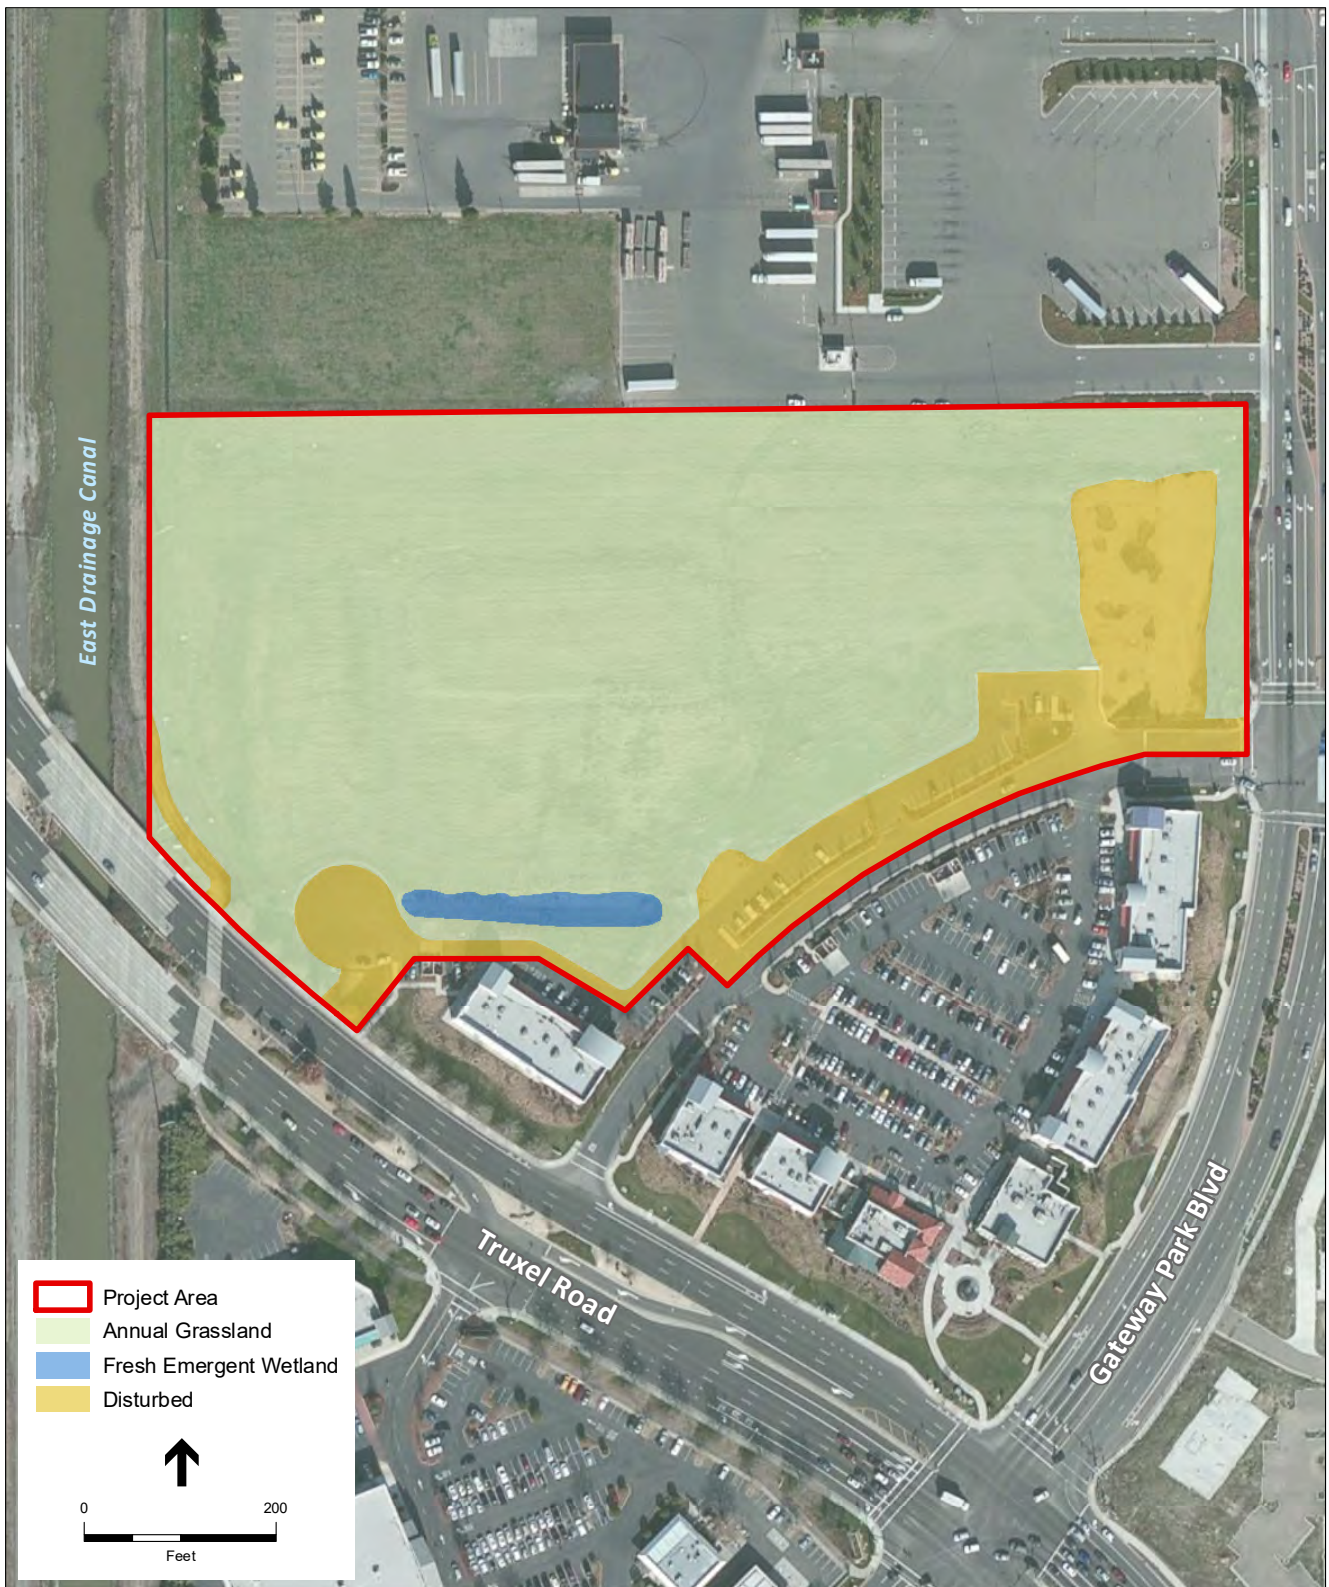 East Drainage Canal
Truxel Road
Gateway Park Blvd
Project Area
Annual Grassland
Fresh Emergent Wetland
Disturbed
0 200
Feet